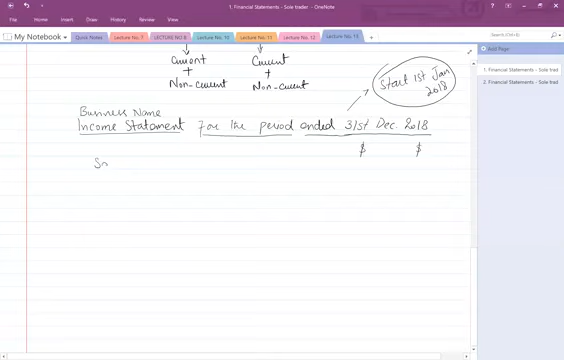 1, Financial Statements - Sole trader - OneNote
File Home Insert Draw History Review View
My Notebook Quick Notes Lecture No. 7 LECTURE NO 8 Lecture No. 10 Lecture No. 11 Lecture No. 12 Lecture No. 13 +
Add Page
1. Financial Statements - Sole trad
2. Financial Statements - Sole trad
Current Current
+ +
Non-current Non-current
Start 1st Jan
2018
Business Name
Income Statement For the period ended 31st Dec. 2018
$ $